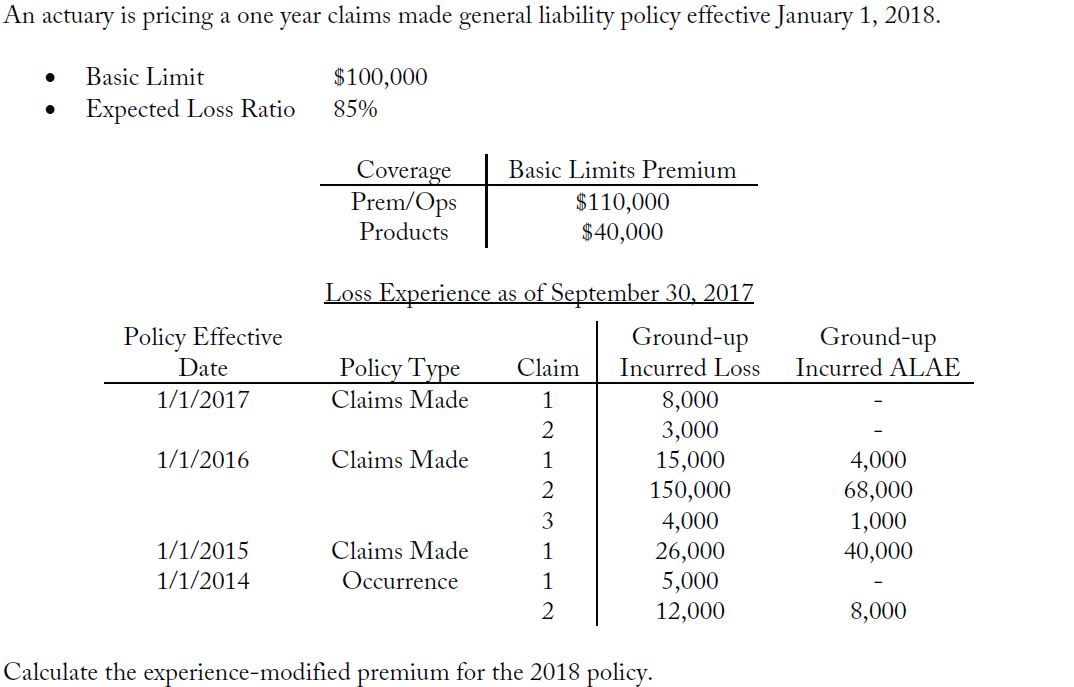 An actuary is pricing a one year claims made general liability policy effective January 1, 2018.
• Basic Limit $100,000
• Expected Loss Ratio 85%
Coverage Basic Limits Premium
Prem/Ops $110,000
Products $40,000
Loss Experience as of September 30, 2017
Policy Effective Ground-up Ground-up
Date Policy Type Claim Incurred Loss Incurred ALAE
1/1/2017 Claims Made 1 8,000 -
2 3,000 -
1/1/2016 Claims Made 1 15,000 4,000
2 150,000 68,000
3 4,000 1,000
1/1/2015 Claims Made 1 26,000 40,000
1/1/2014 Occurrence 1 5,000 -
2 12,000 8,000
Calculate the experience-modified premium for the 2018 policy.